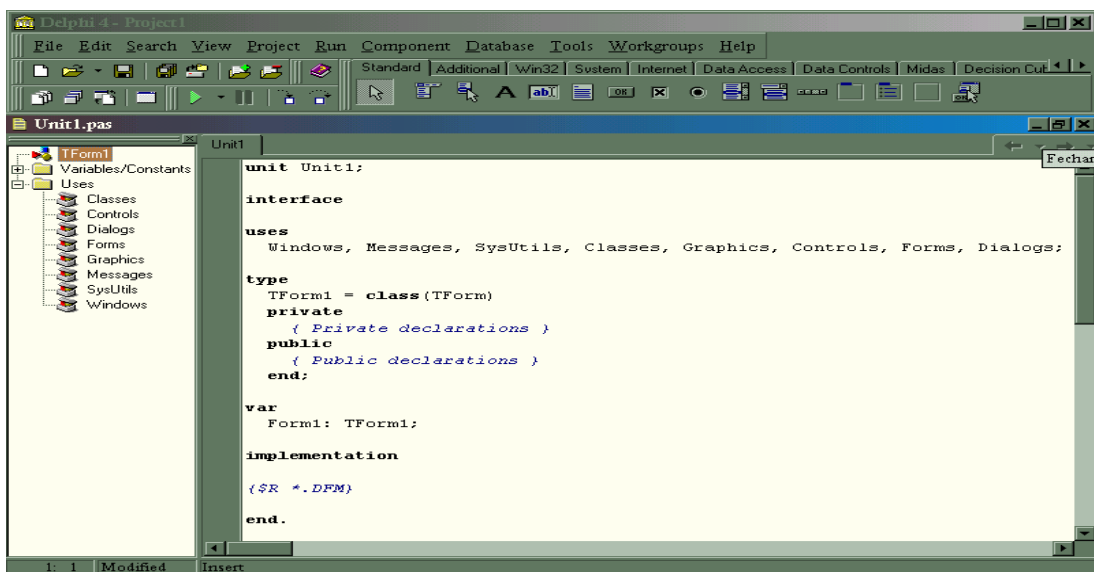 Delphi 4 - Project1
File Edit Search View Project Run Component Database Tools Workgroups Help
Standard Additional Win32 System Internet Data Access Data Controls Midas Decision Cub
A abI OK OK
Unit1.pas
Unit1
Fechar
TForm1
Variables/Constants
Uses
Classes
Controls
Dialogs
Forms
Graphics
Messages
SysUtils
Windows
unit Unit1;
interface
uses
Windows, Messages, SysUtils, Classes, Graphics, Controls, Forms, Dialogs;
type
TForm1 = class(TForm)
private
{ Private declarations }
public
{ Public declarations }
end;
var
Form1: TForm1;
implementation
{$R *.DFM}
end.
1: 1 Modified Insert